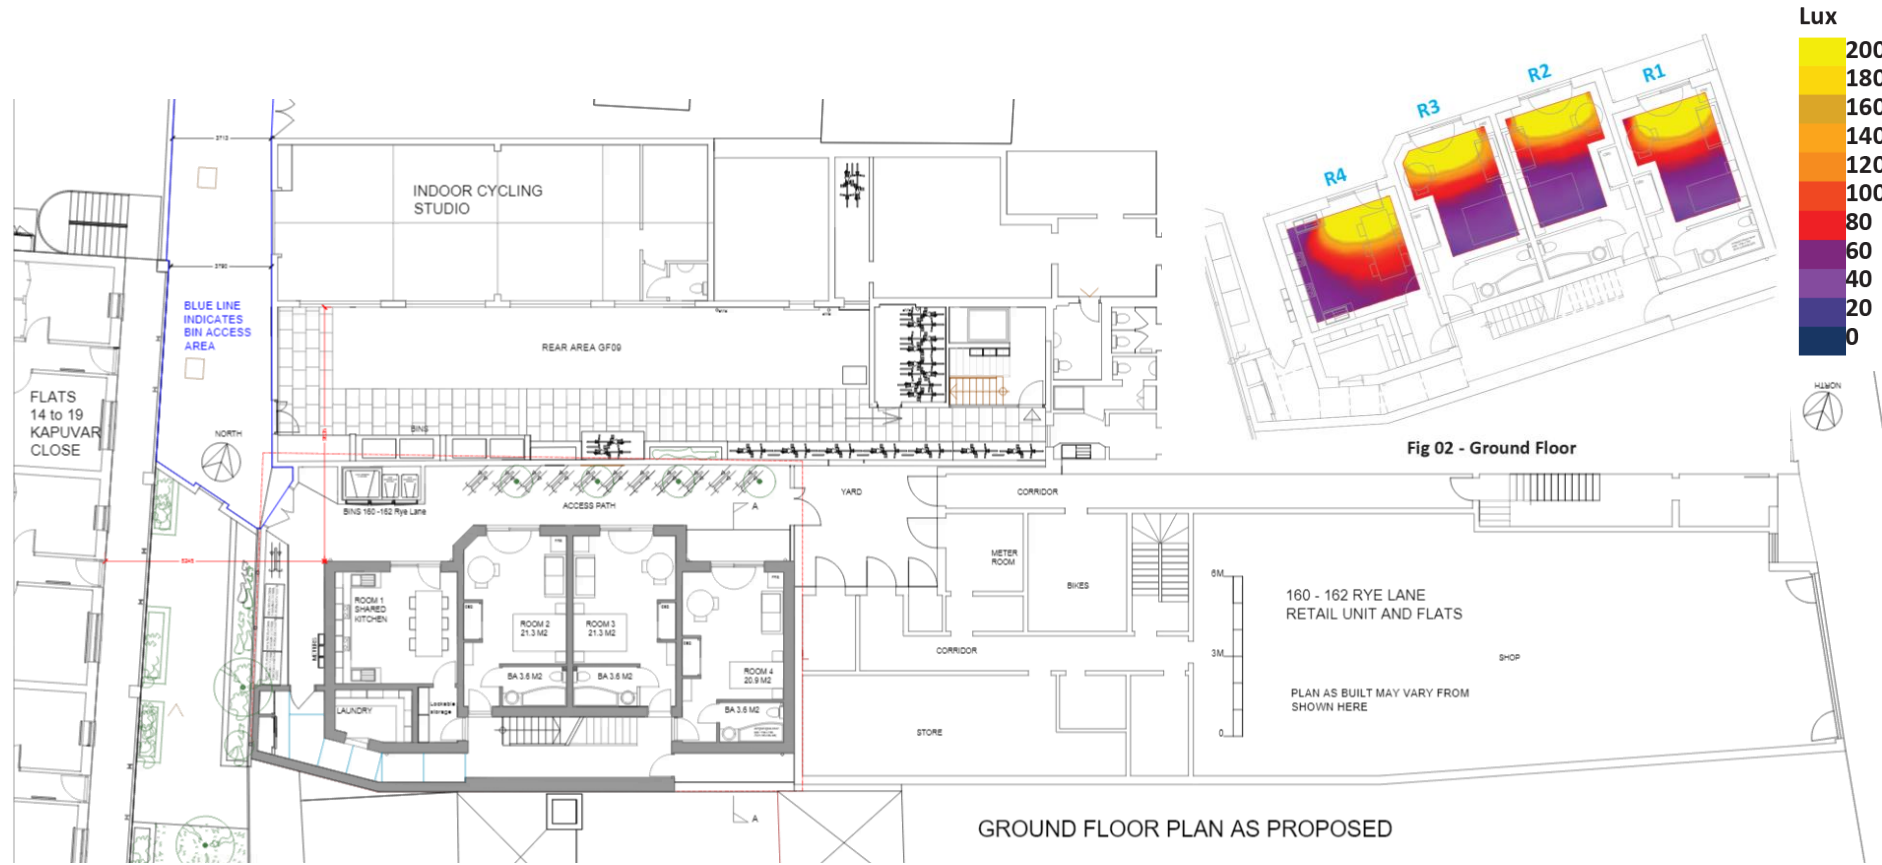 Lux
200
180
160
140
120
100
80
60
40
20
0
R1
R2
R3
R4
Fig 02 - Ground Floor
NORTH
3713
INDOOR CYCLING
STUDIO
BLUE LINE
INDICATES
BIN ACCESS
AREA
REAR AREA GF09
FLATS
14 to 19
KAPUVAR
CLOSE
NORTH
BINS
BINS 160 -162 Rye Lane
ACCESS PATH
A
YARD
CORRIDOR
METER
ROOM
BIKES
ROOM 1
SHARED
KITCHEN
ROOM 2
21.3 M2
ROOM 3
21.3 M2
ROOM 4
20.9 M2
BA 3.6 M2
BA 3.6 M2
BA 3.6 M2
LAUNDRY
Lockable
storage
METERS
CORRIDOR
STORE
6M
3M
0
160 - 162 RYE LANE
RETAIL UNIT AND FLATS
SHOP
PLAN AS BUILT MAY VARY FROM
SHOWN HERE
A
GROUND FLOOR PLAN AS PROPOSED